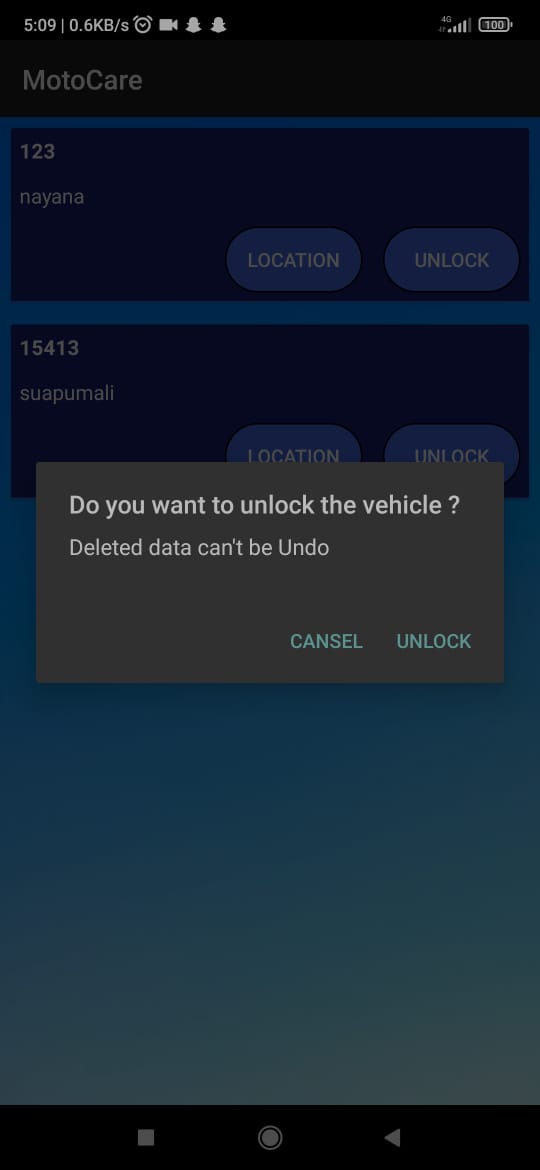 5:09 | 0.6KB/s 4G 100
MotoCare
123
nayana
LOCATION UNLOCK
15413
suapumali
LOCATION UNLOCK
Do you want to unlock the vehicle ?
Deleted data can't be Undo
CANSEL UNLOCK